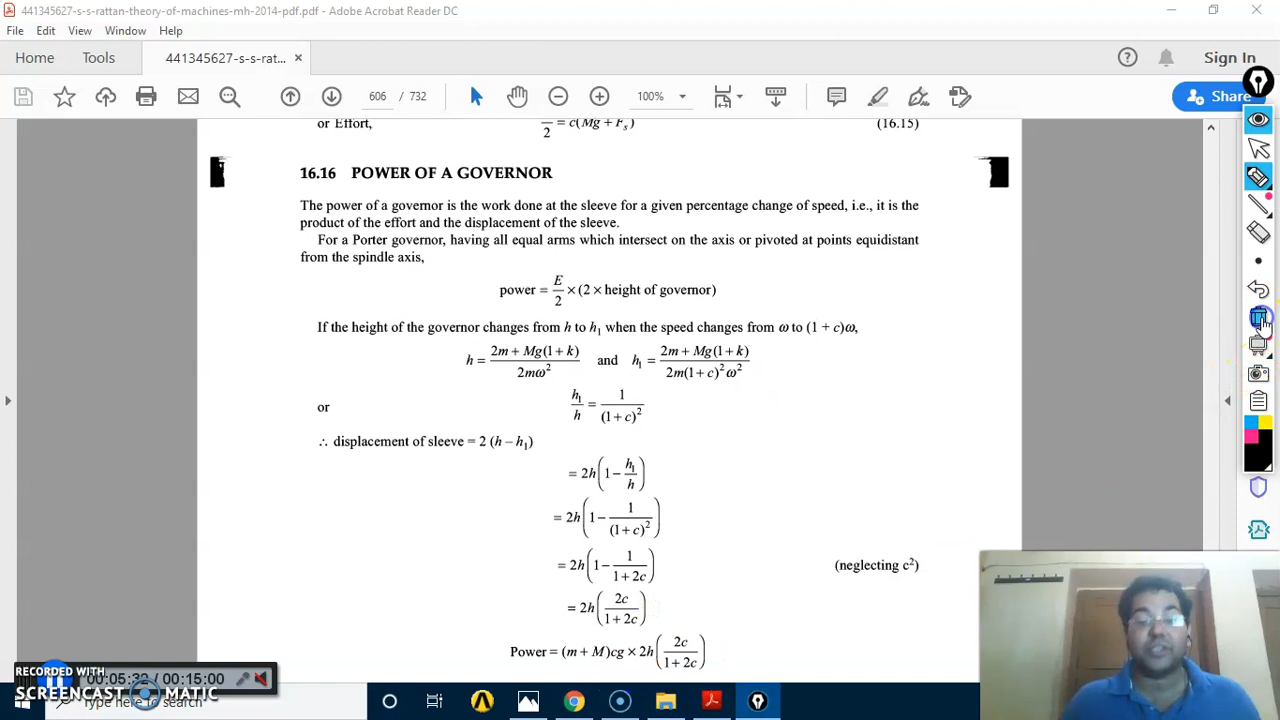 441345627-s-s-rattan-theory-of-machines-mh-2014-pdf.pdf - Adobe Acrobat Reader DC
File Edit View Window Help
Home Tools 441345627-s-s-rat... ×
? Sign In
606 / 732 100% Share
or Effort, /2 = c(Mg + Fs) (16.15)
16.16 POWER OF A GOVERNOR
The power of a governor is the work done at the sleeve for a given percentage change of speed, i.e., it is the
product of the effort and the displacement of the sleeve.
For a Porter governor, having all equal arms which intersect on the axis or pivoted at points equidistant
from the spindle axis,
power = E/2 × (2 × height of governor)
If the height of the governor changes from h to h₁ when the speed changes from ω to (1 + c)ω,
h = 2m + Mg(1 + k) / 2mω² and h₁ = 2m + Mg(1 + k) / 2m(1 + c)²ω²
or h₁/h = 1/(1 + c)²
∴ displacement of sleeve = 2 (h – h₁)
= 2h(1 – h₁/h)
= 2h(1 – 1/(1 + c)²)
= 2h(1 – 1/(1 + 2c)) (neglecting c²)
= 2h(2c/(1 + 2c))
Power = (m + M)cg × 2h(2c/(1 + 2c))
RECORDED WITH
00:05:32 / 00:15:00
SCREENCAST MATIC
Type here to search